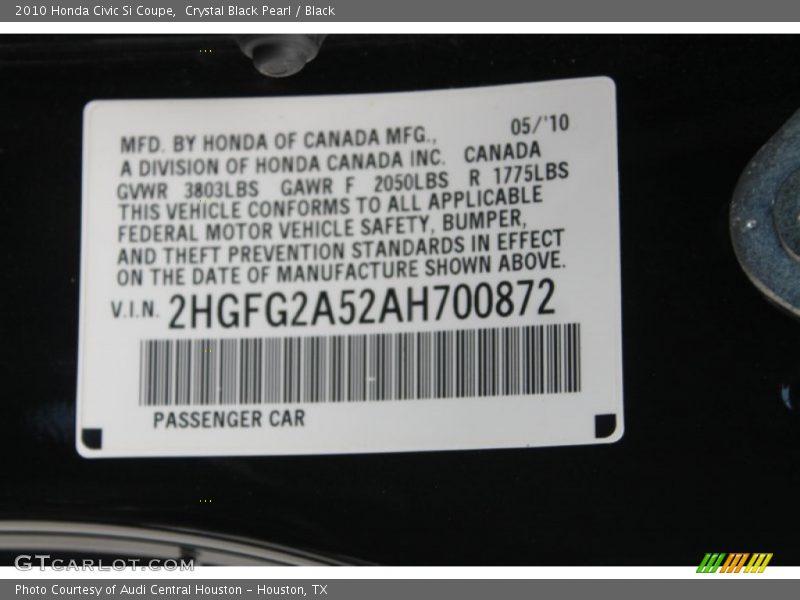 2010 Honda Civic Si Coupe,  Crystal Black Pearl / Black
05/'10
MFD. BY HONDA OF CANADA MFG.,
A DIVISION OF HONDA CANADA INC.  CANADA
GVWR  3803LBS  GAWR F  2050LBS  R 1775LBS
THIS VEHICLE CONFORMS TO ALL APPLICABLE
FEDERAL MOTOR VEHICLE SAFETY, BUMPER,
AND THEFT PREVENTION STANDARDS IN EFFECT
ON THE DATE OF MANUFACTURE SHOWN ABOVE.
V.I.N. 2HGFG2A52AH700872
PASSENGER CAR
GTCARLOT.COM
Photo Courtesy of Audi Central Houston - Houston, TX